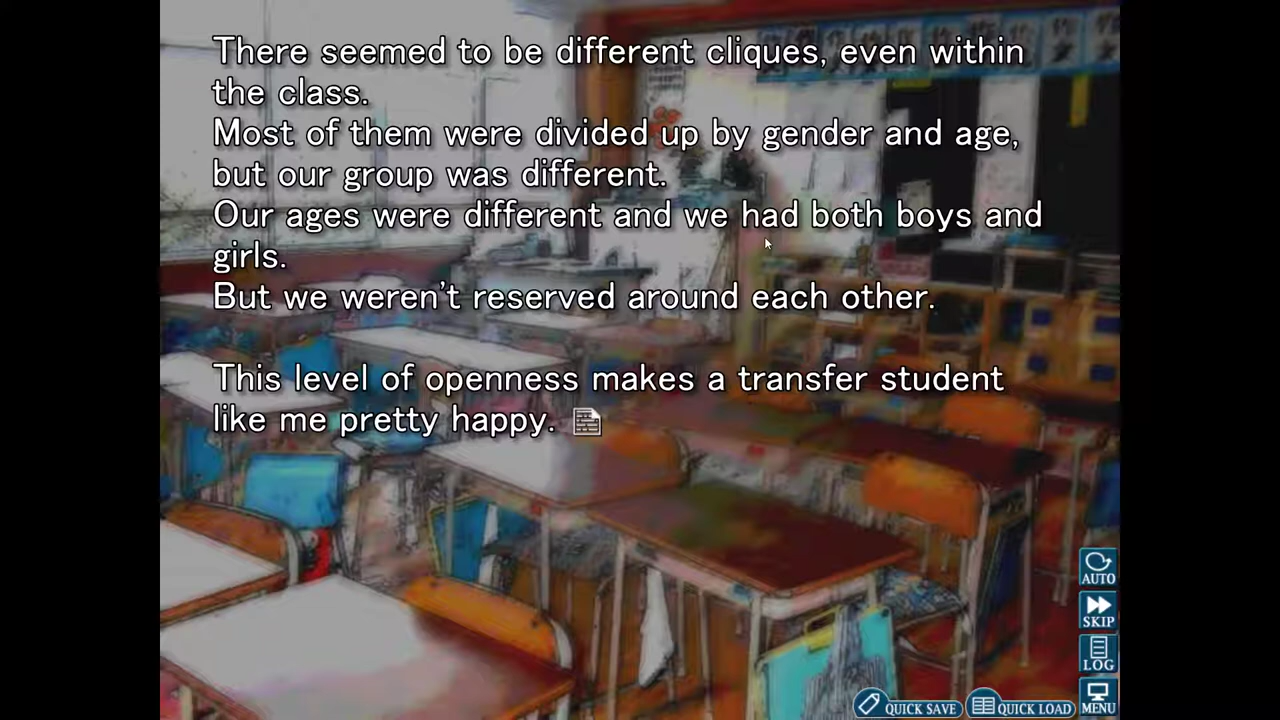 There seemed to be different cliques, even within
the class.
Most of them were divided up by gender and age,
but our group was different.
Our ages were different and we had both boys and
girls.
But we weren't reserved around each other.
This level of openness makes a transfer student
like me pretty happy.
AUTO
SKIP
LOG
MENU
QUICK SAVE
QUICK LOAD